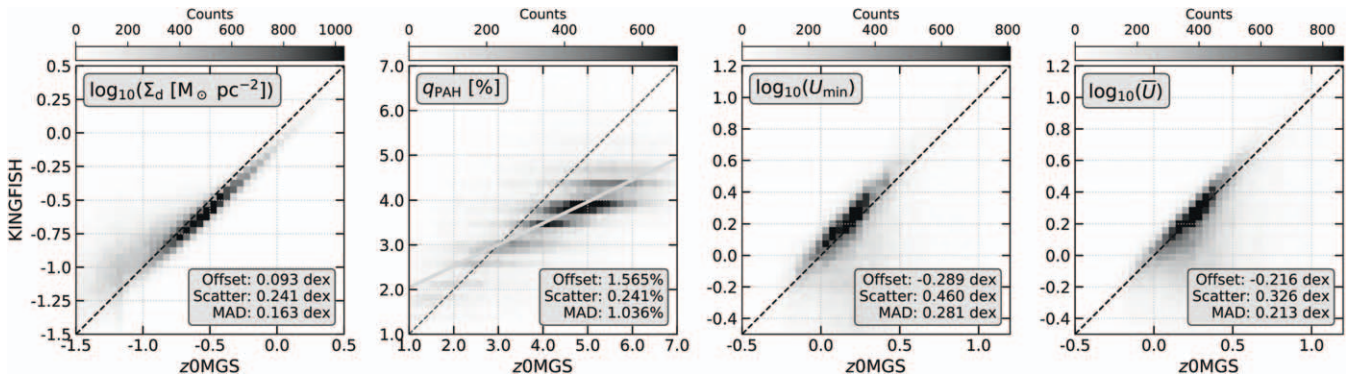 Counts Counts Counts Counts
0 200 400 600 800 1000 0 200 400 600 0 200 400 600 800 0 200 400 600 800
KINGFISH
0.5 7.0 1.2 1.2
log₁₀(Σd [M⊙ pc⁻²]) qPAH [%] log₁₀(Umin) log₁₀(U̅)
0.25 1.0 1.0
0.0 6.0 0.8 0.8
-0.25 5.0 0.6 0.6
-0.5 4.0 0.4 0.4
-0.75 0.2 0.2
-1.0 3.0 0.0 0.0
-1.25 2.0 -0.2 -0.2
-1.5 1.0 -0.4 -0.4
Offset: 0.093 dex Offset: 1.565% Offset: -0.289 dex Offset: -0.216 dex
Scatter: 0.241 dex Scatter: 0.241% Scatter: 0.460 dex Scatter: 0.326 dex
MAD: 0.163 dex MAD: 1.036% MAD: 0.281 dex MAD: 0.213 dex
-1.5 -1.0 -0.5 0.0 0.5 1.0 2.0 3.0 4.0 5.0 6.0 7.0 -0.5 0.0 0.5 1.0 -0.5 0.0 0.5 1.0
z0MGS z0MGS z0MGS z0MGS